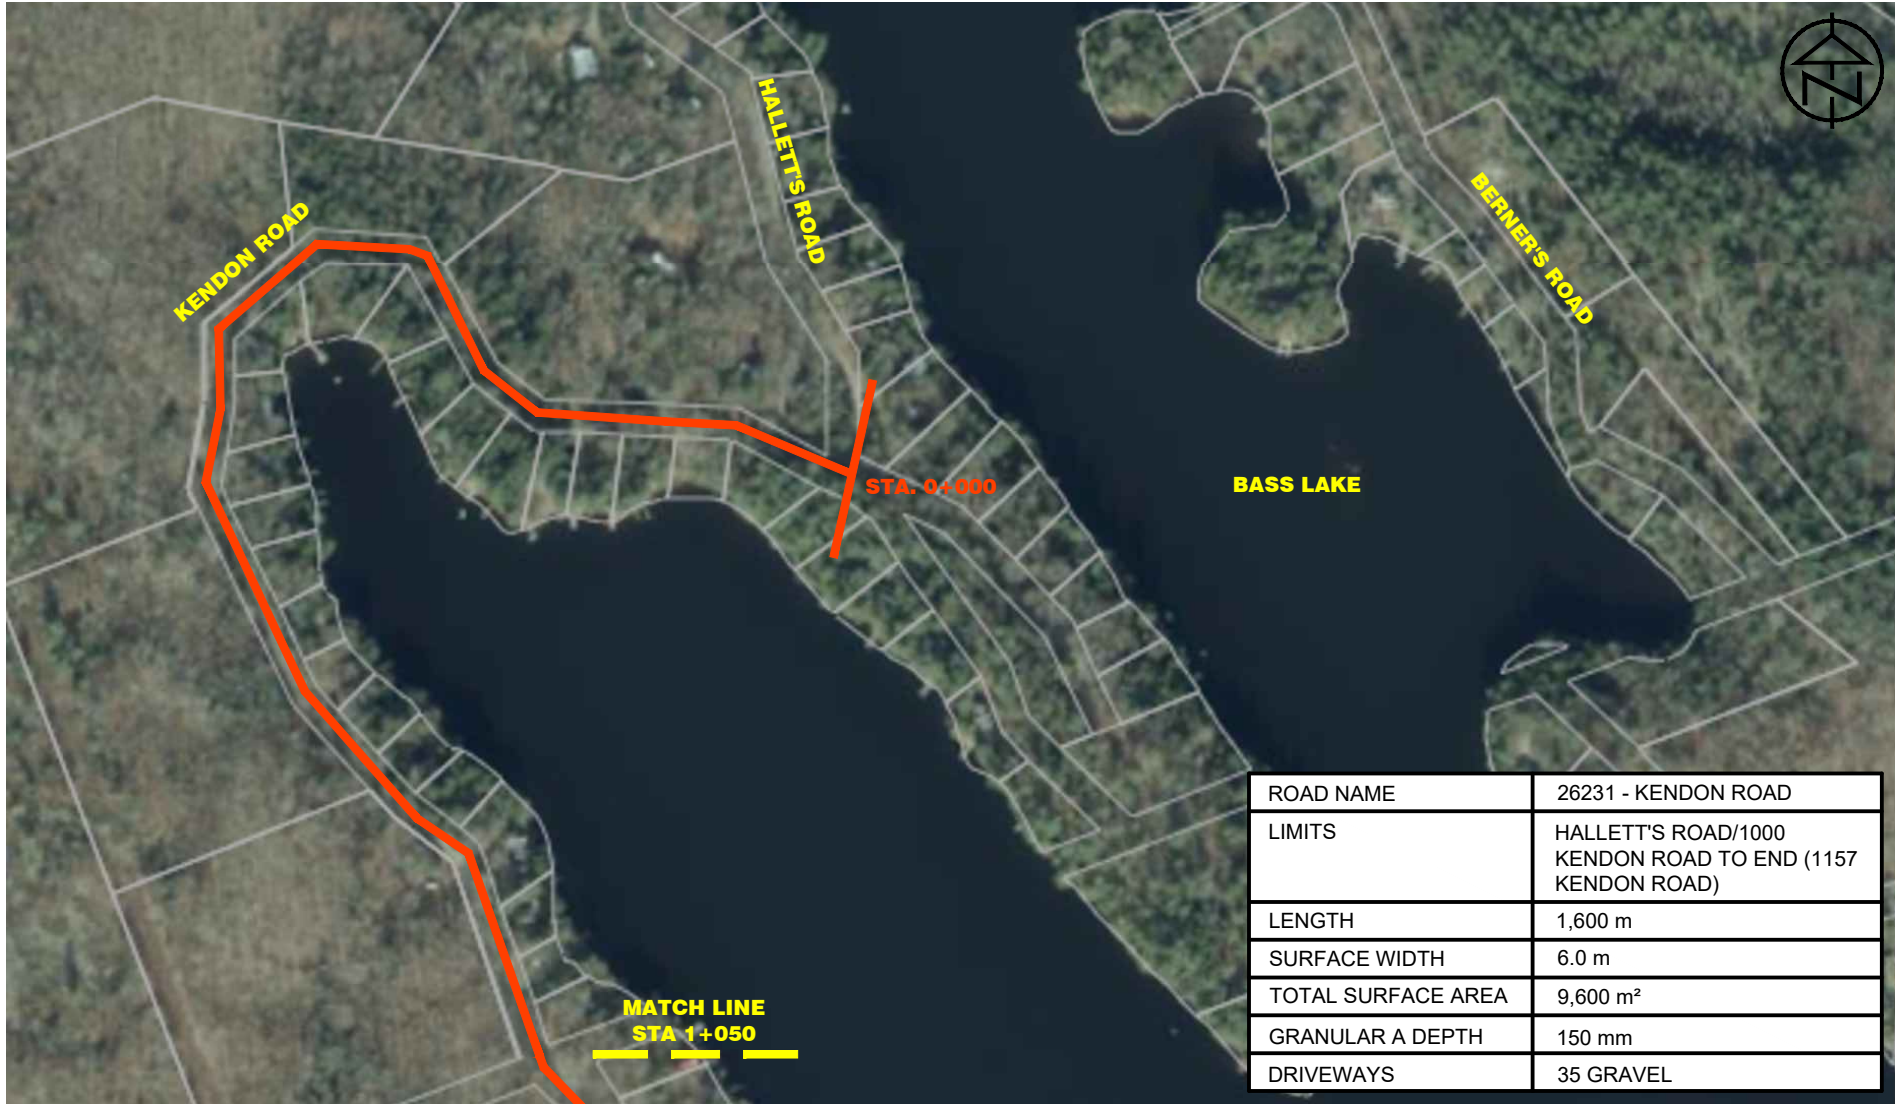 N
HALLETT'S ROAD
BERNER'S ROAD
KENDON ROAD
STA. 0+000
BASS LAKE
MATCH LINE
STA 1+050
ROAD NAME 26231 - KENDON ROAD
LIMITS HALLETT'S ROAD/1000
KENDON ROAD TO END (1157
KENDON ROAD)
LENGTH 1,600 m
SURFACE WIDTH 6.0 m
TOTAL SURFACE AREA 9,600 m²
GRANULAR A DEPTH 150 mm
DRIVEWAYS 35 GRAVEL